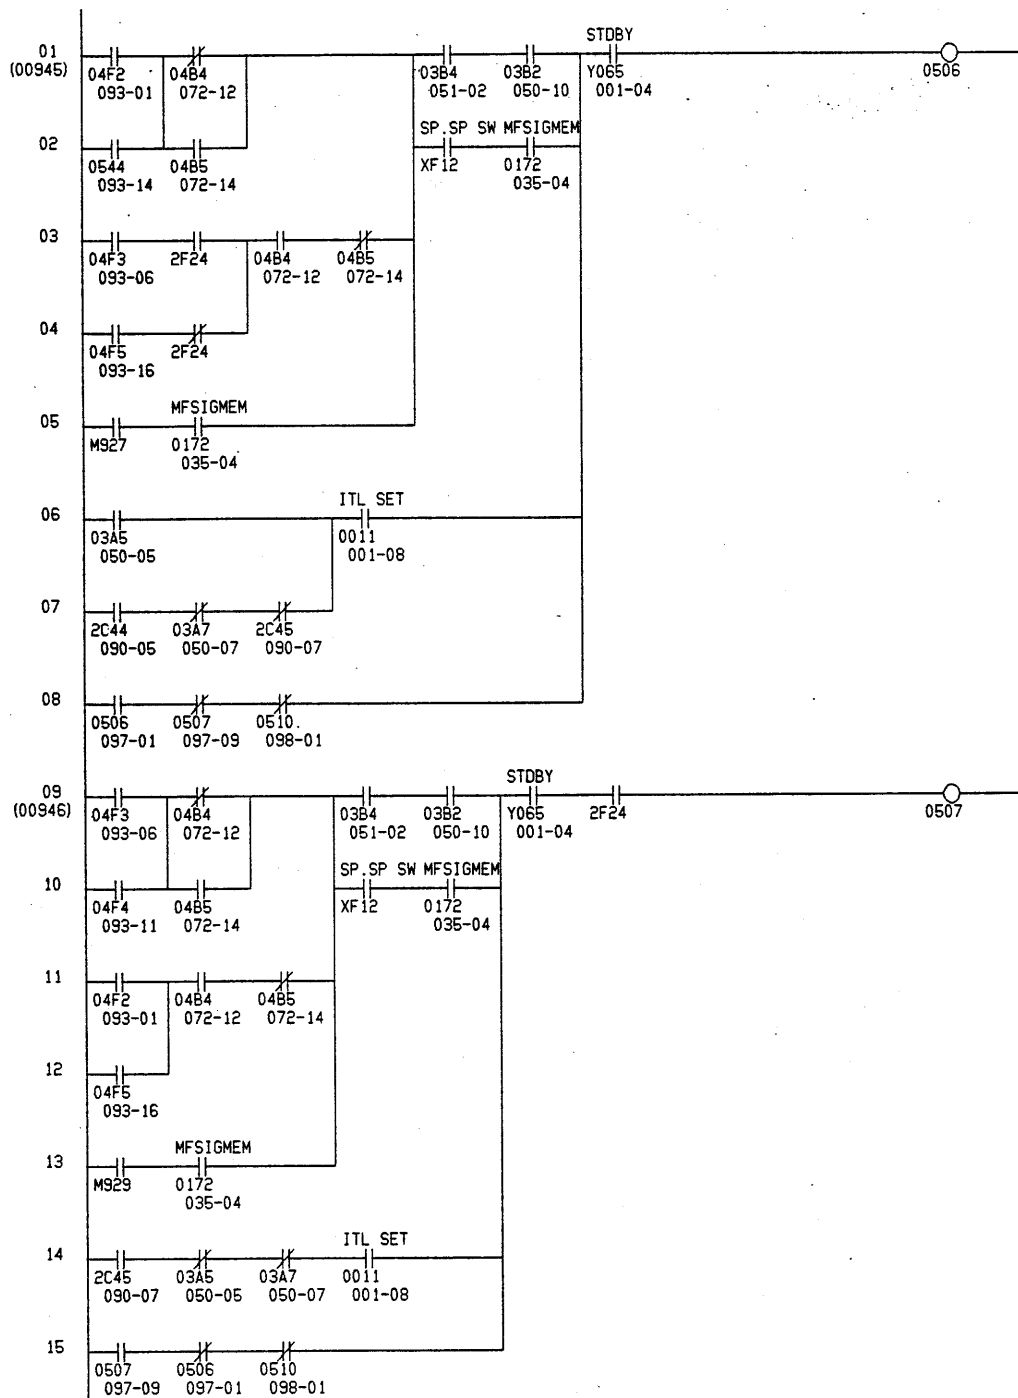 STDBY
01
(00945)
04F2 04B4 03B4 03B2 Y065 0506
093-01 072-12 051-02 050-10 001-04
SP.SP SW MFSIGMEM
02
0544 04B5 XF12 0172
093-14 072-14 035-04
03
04F3 2F24 04B4 04B5
093-06 072-12 072-14
04
04F5 2F24
093-16
MFSIGMEM
05
M927 0172
035-04
ITL SET
06
03A5 0011
050-05 001-08
07
2C44 03A7 2C45
090-05 050-07 090-07
08
0506 0507 0510
097-01 097-09 098-01
STDBY
09
(00946)
04F3 04B4 03B4 03B2 Y065 2F24 0507
093-06 072-12 051-02 050-10 001-04
SP.SP SW MFSIGMEM
10
04F4 04B5 XF12 0172
093-11 072-14 035-04
11
04F2 04B4 04B5
093-01 072-12 072-14
12
04F5
093-16
MFSIGMEM
13
M929 0172
035-04
ITL SET
14
2C45 03A5 03A7 0011
090-07 050-05 050-07 001-08
15
0507 0506 0510
097-09 097-01 098-01